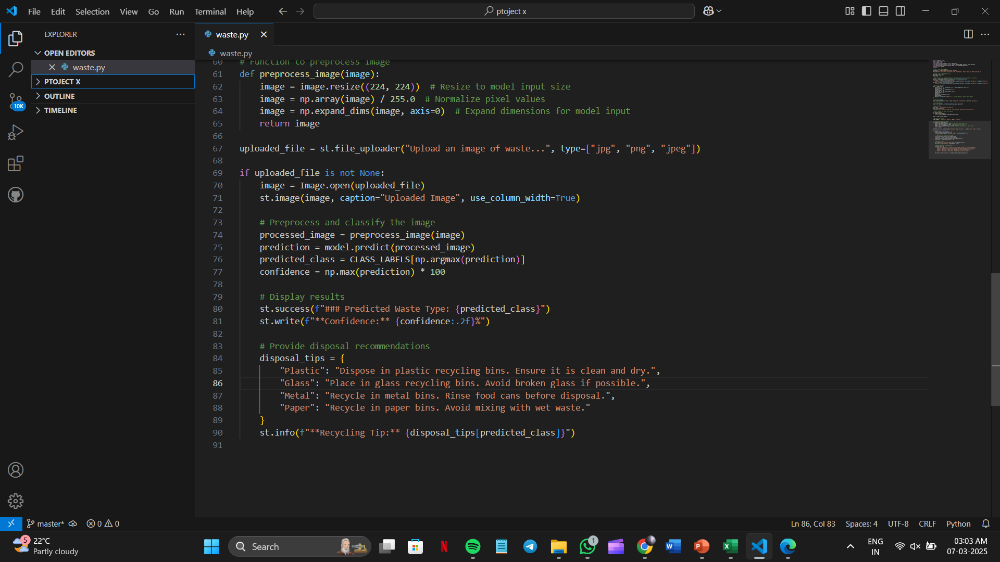 File Edit Selection View Go Run Terminal Help
ptoject x
EXPLORER
OPEN EDITORS
waste.py
PTOJECT X
OUTLINE
TIMELINE
10K
waste.py
waste.py
60 # Function to preprocess image
61 def preprocess_image(image):
62 image = image.resize((224, 224))  # Resize to model input size
63 image = np.array(image) / 255.0  # Normalize pixel values
64 image = np.expand_dims(image, axis=0)  # Expand dimensions for model input
65 return image
66
67 uploaded_file = st.file_uploader("Upload an image of waste...", type=["jpg", "png", "jpeg"])
68
69 if uploaded_file is not None:
70 image = Image.open(uploaded_file)
71 st.image(image, caption="Uploaded Image", use_column_width=True)
72
73 # Preprocess and classify the image
74 processed_image = preprocess_image(image)
75 prediction = model.predict(processed_image)
76 predicted_class = CLASS_LABELS[np.argmax(prediction)]
77 confidence = np.max(prediction) * 100
78
79 # Display results
80 st.success(f"### Predicted Waste Type: {predicted_class}")
81 st.write(f"**Confidence:** {confidence:.2f}%")
82
83 # Provide disposal recommendations
84 disposal_tips = {
85 "Plastic": "Dispose in plastic recycling bins. Ensure it is clean and dry.",
86 "Glass": "Place in glass recycling bins. Avoid broken glass if possible.",
87 "Metal": "Recycle in metal bins. Rinse food cans before disposal.",
88 "Paper": "Recycle in paper bins. Avoid mixing with wet waste."
89 }
90 st.info(f"**Recycling Tip:** {disposal_tips[predicted_class]}")
91
master* 0 0
Ln 86, Col 83 Spaces: 4 UTF-8 CRLF Python
5 22°C
Partly cloudy
Search
1
ENG
IN
03:03 AM
07-03-2025